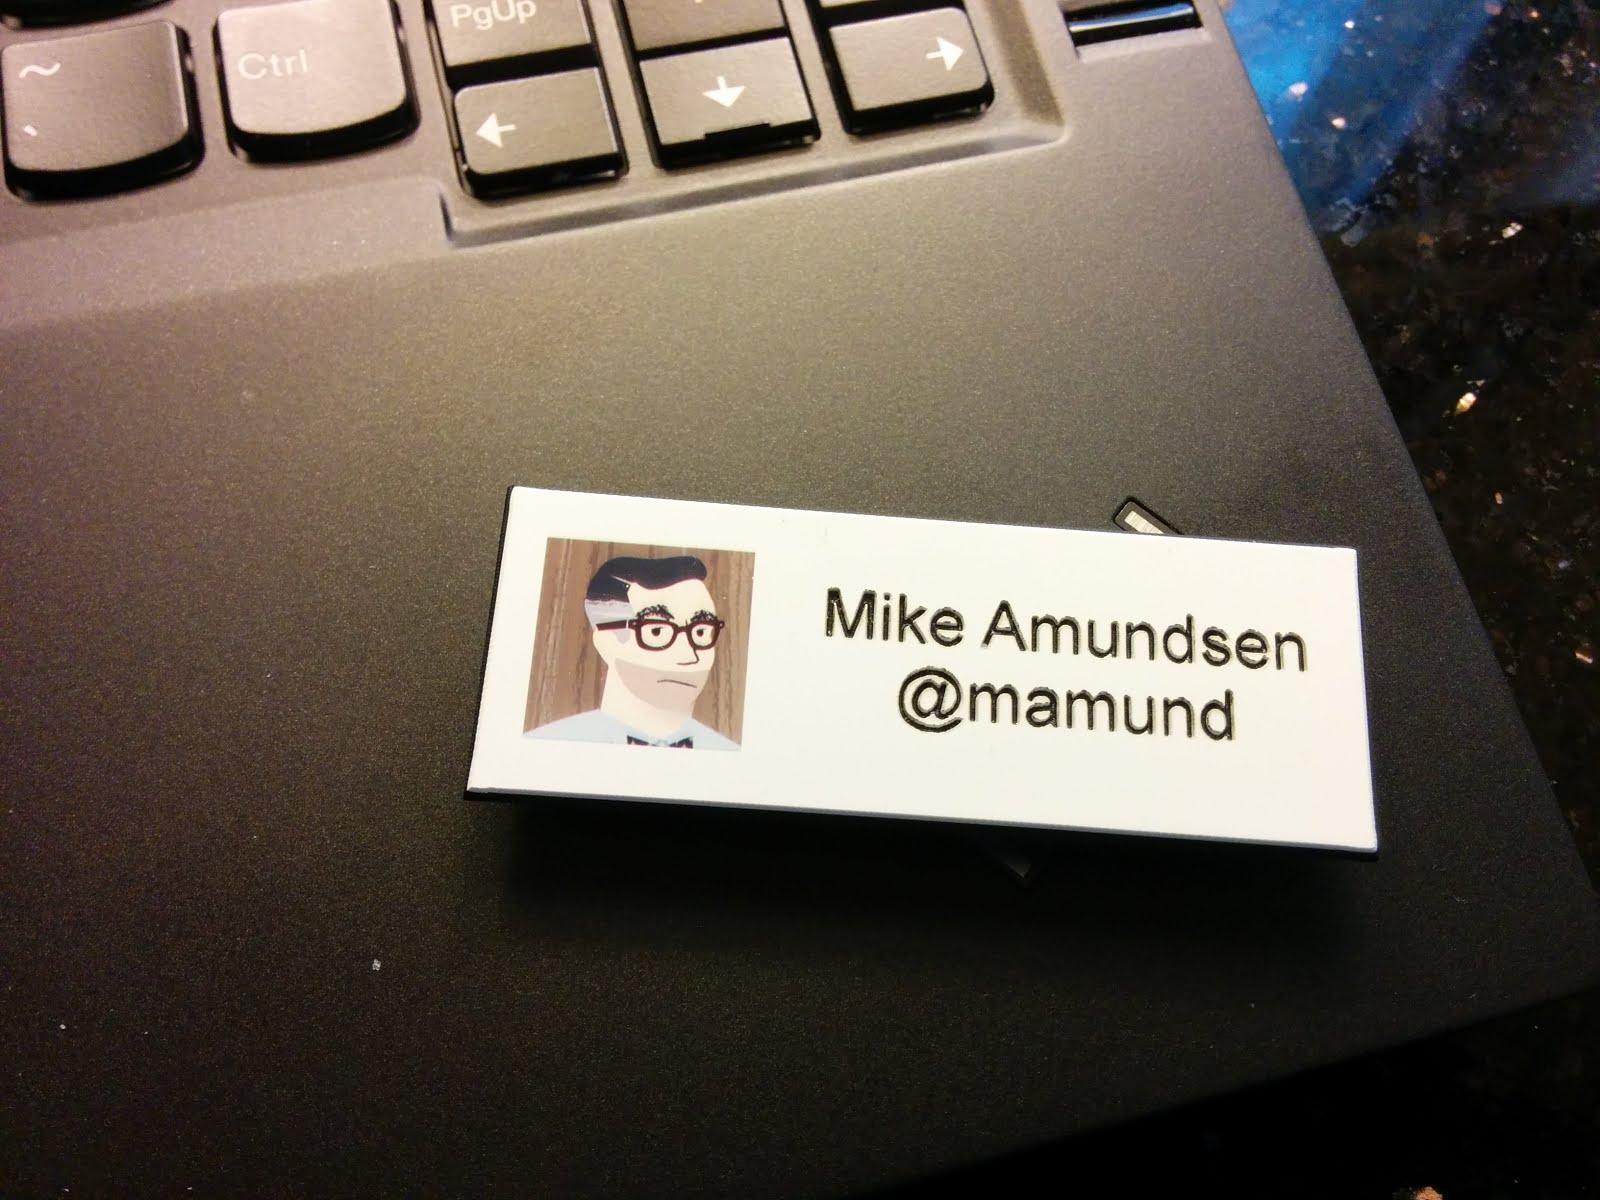 ~
`
Ctrl
PgUp
←
↓
→
Mike Amundsen
@mamund